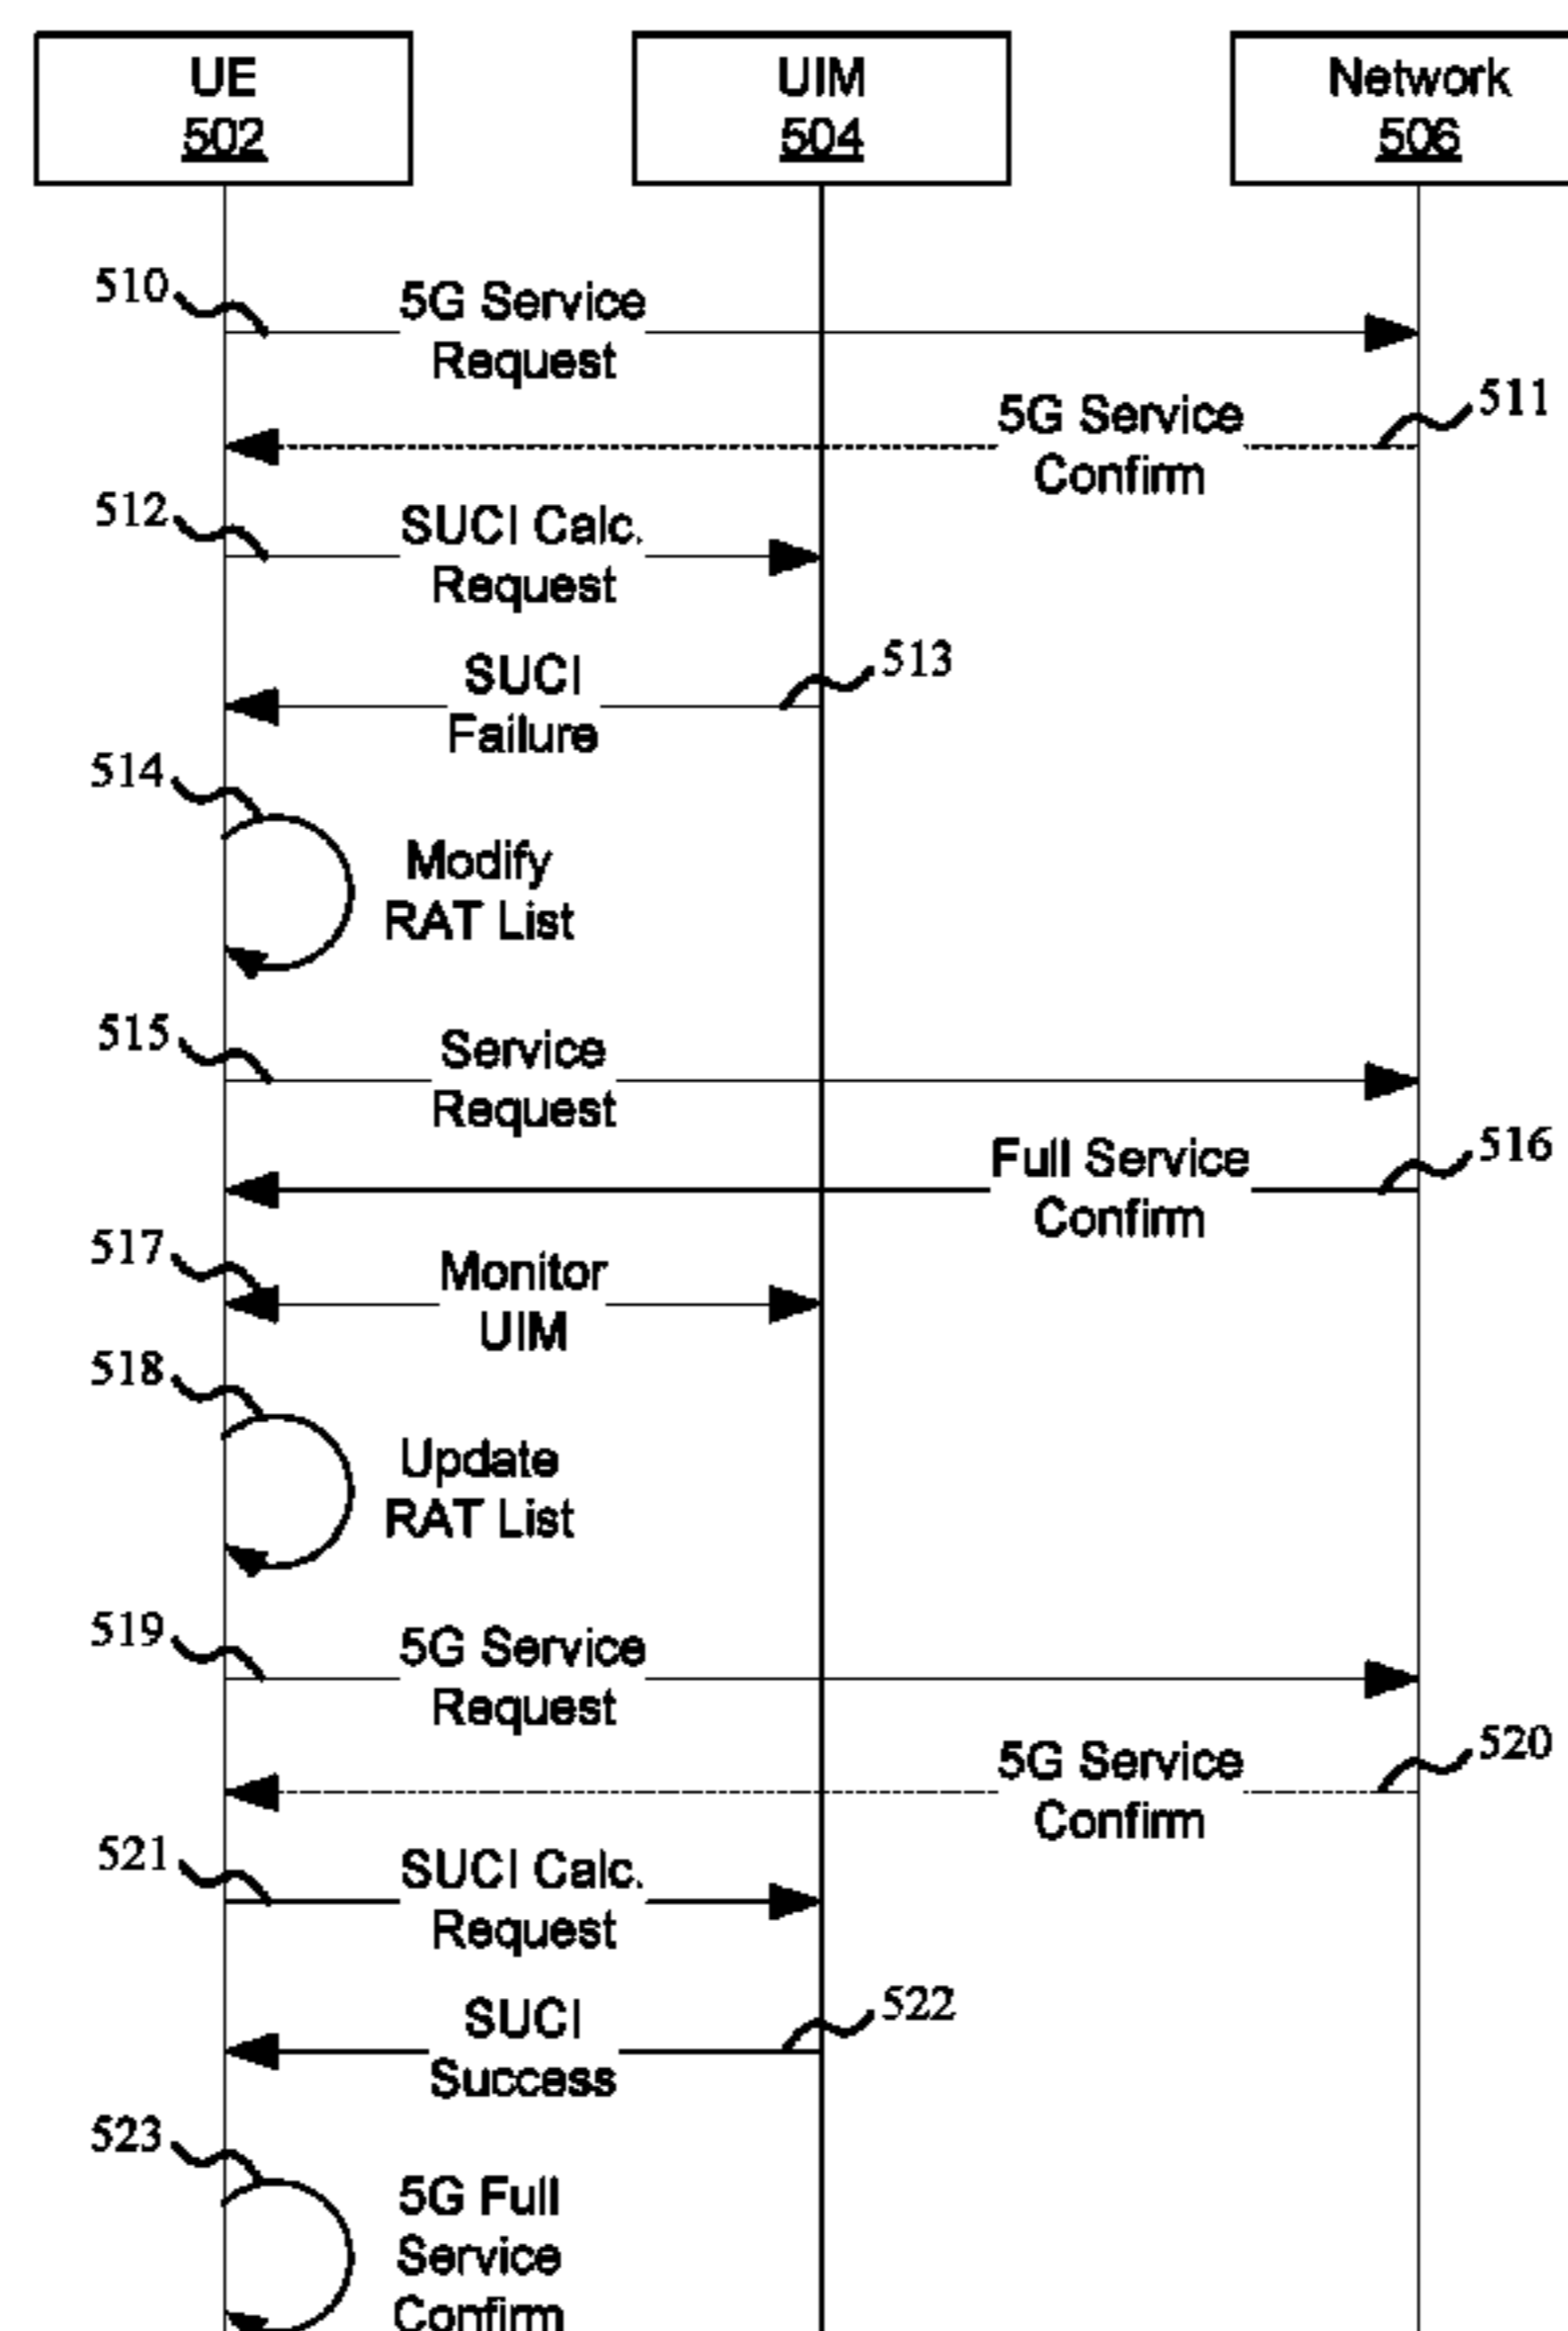 UE
502
UIM
504
Network
506
510
5G Service
Request
511
5G Service
Confirm
512
SUCI Calc.
Request
513
SUCI
Failure
514
Modify
RAT List
515
Service
Request
516
Full Service
Confirm
517
Monitor
UIM
518
Update
RAT List
519
5G Service
Request
520
5G Service
Confirm
521
SUCI Calc.
Request
522
SUCI
Success
523
5G Full
Service
Confirm